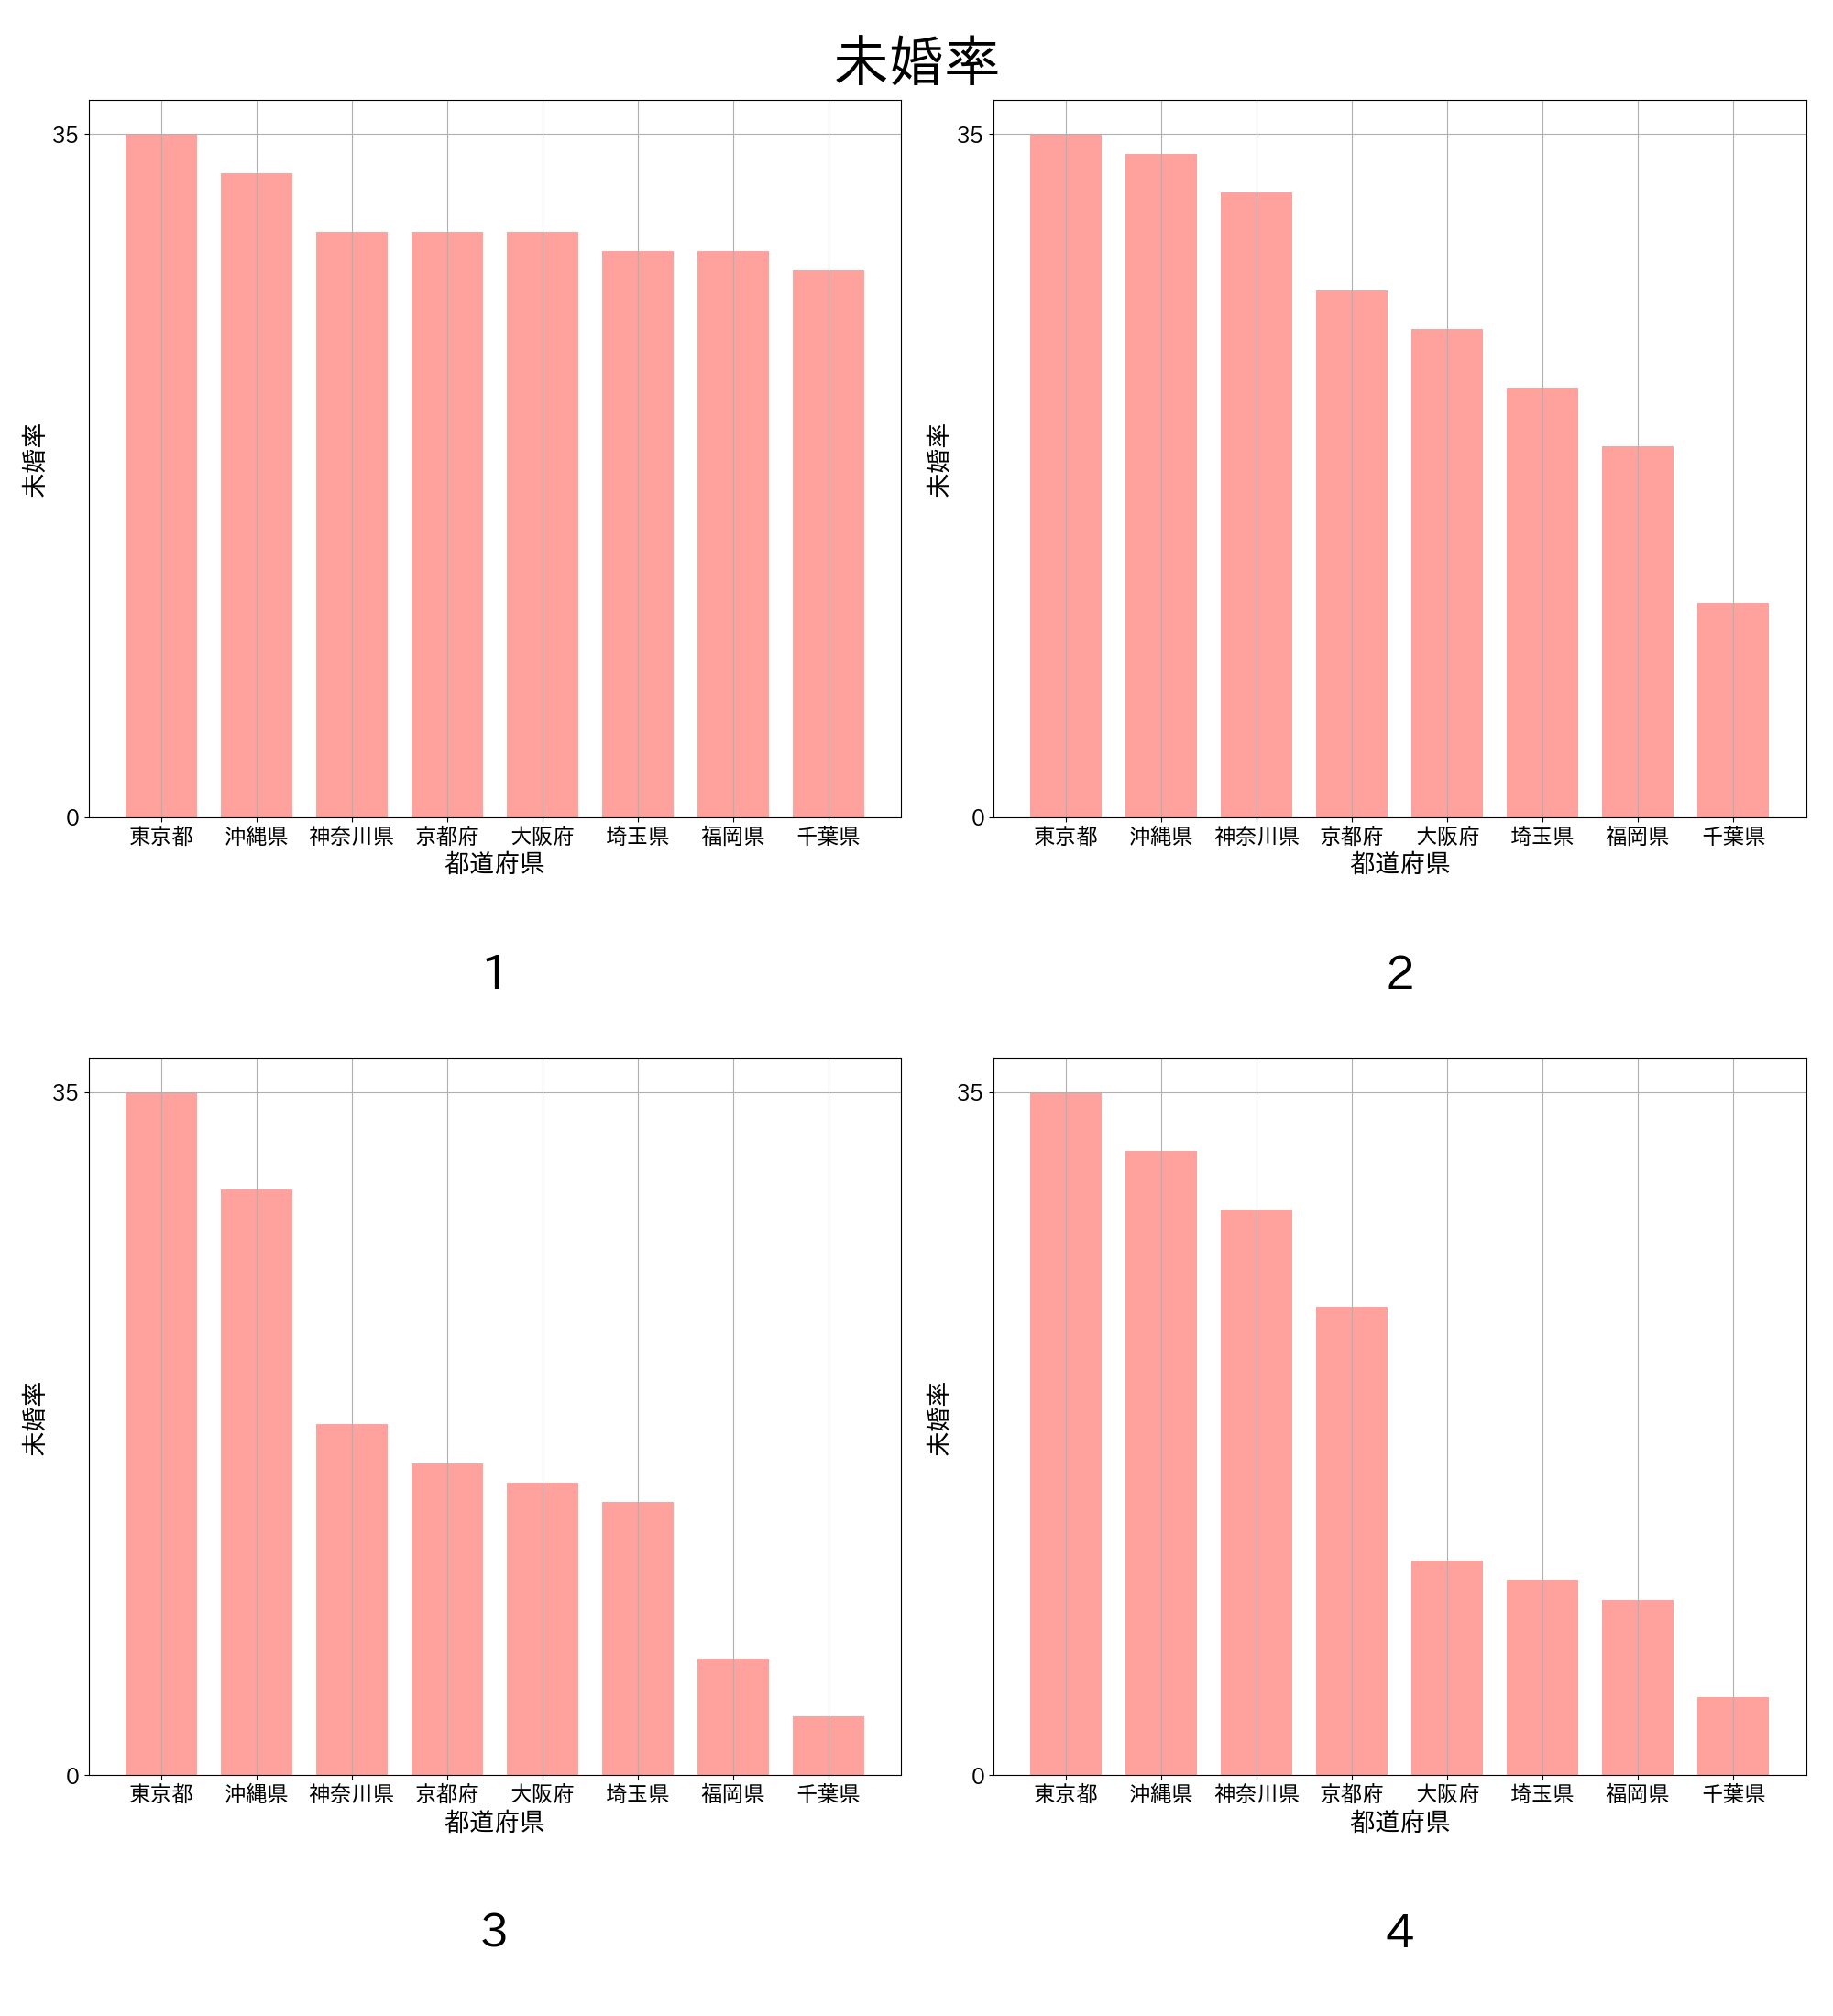 未婚率
35
0
未婚率
東京都 沖縄県 神奈川県 京都府 大阪府 埼玉県 福岡県 千葉県
都道府県
1
35
0
未婚率
東京都 沖縄県 神奈川県 京都府 大阪府 埼玉県 福岡県 千葉県
都道府県
2
35
0
未婚率
東京都 沖縄県 神奈川県 京都府 大阪府 埼玉県 福岡県 千葉県
都道府県
3
35
0
未婚率
東京都 沖縄県 神奈川県 京都府 大阪府 埼玉県 福岡県 千葉県
都道府県
4